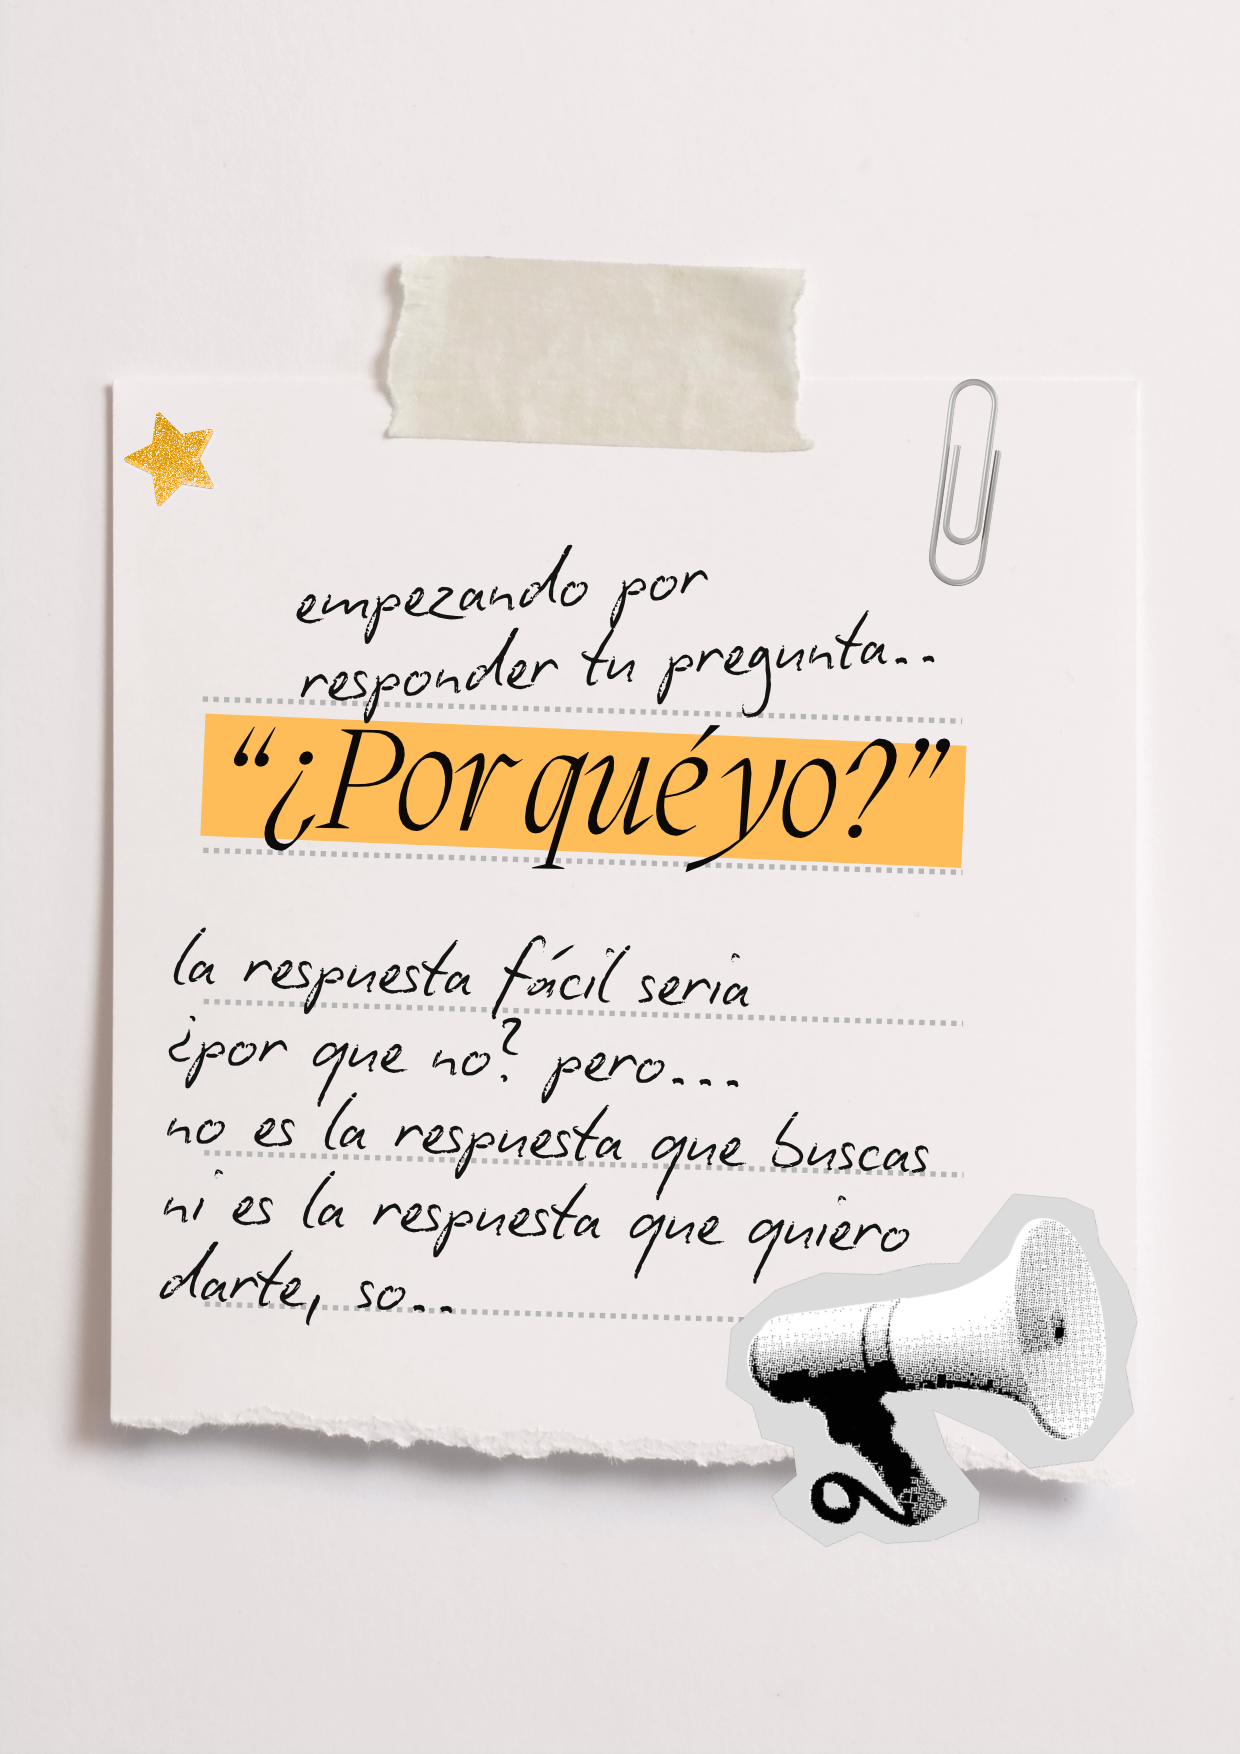 empezando por
responder tu pregunta..
“¿Por qué yo?”
la respuesta fácil seria
¿por que no? pero...
no es la respuesta que buscas
ni es la respuesta que quiero
darte, so..